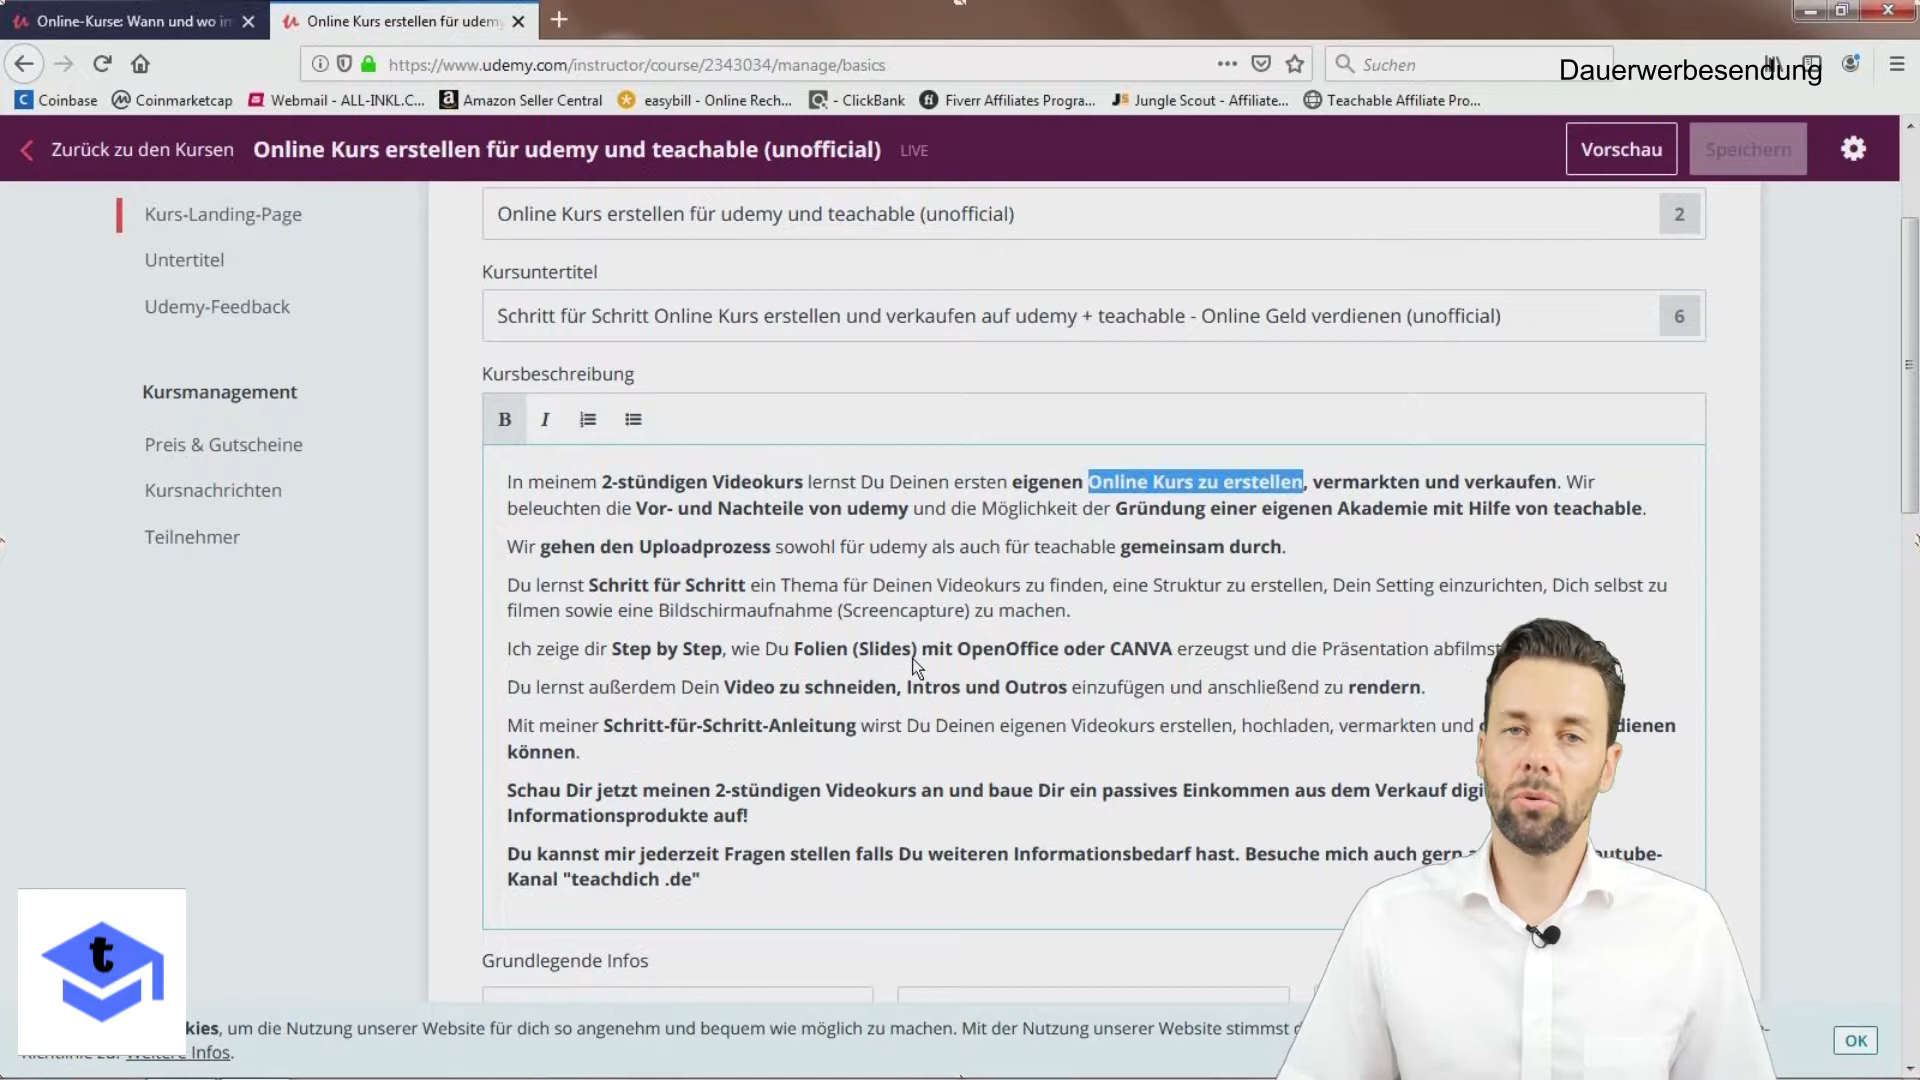 Online-Kurse: Wann und wo i
Online Kurs erstellen für udem
https://www.udemy.com/instructor/course/2343034/manage/basics
Suchen
Dauerwerbesendung
Coinbase
Coinmarketcap
Webmail - ALL-INKL.C...
Amazon Seller Central
easybill - Online Rech...
- ClickBank
Fiverr Affiliates Progra...
Jungle Scout - Affiliate...
Teachable Affiliate Pro...
Zurück zu den Kursen
Online Kurs erstellen für udemy und teachable (unofficial)
LIVE
Vorschau
Speichern
Kurs-Landing-Page
Untertitel
Udemy-Feedback
Kursmanagement
Preis & Gutscheine
Kursnachrichten
Teilnehmer
Online Kurs erstellen für udemy und teachable (unofficial)
2
Kursuntertitel
Schritt für Schritt Online Kurs erstellen und verkaufen auf udemy + teachable - Online Geld verdienen (unofficial)
6
Kursbeschreibung
B I
In meinem 2-stündigen Videokurs lernst Du Deinen ersten eigenen Online Kurs zu erstellen, vermarkten und verkaufen. Wir
beleuchten die Vor- und Nachteile von udemy und die Möglichkeit der Gründung einer eigenen Akademie mit Hilfe von teachable.
Wir gehen den Uploadprozess sowohl für udemy als auch für teachable gemeinsam durch.
Du lernst Schritt für Schritt ein Thema für Deinen Videokurs zu finden, eine Struktur zu erstellen, Dein Setting einzurichten, Dich selbst zu
filmen sowie eine Bildschirmaufnahme (Screencapture) zu machen.
Ich zeige dir Step by Step, wie Du Folien (Slides) mit OpenOffice oder CANVA erzeugst und die Präsentation abfilmst
Du lernst außerdem Dein Video zu schneiden, Intros und Outros einzufügen und anschließend zu rendern.
Mit meiner Schritt-für-Schritt-Anleitung wirst Du Deinen eigenen Videokurs erstellen, hochladen, vermarkten und dienen
können.
Schau Dir jetzt meinen 2-stündigen Videokurs an und baue Dir ein passives Einkommen aus dem Verkauf digi
Informationsprodukte auf!
Du kannst mir jederzeit Fragen stellen falls Du weiteren Informationsbedarf hast. Besuche mich auch gern outube-
Kanal "teachdich .de"
Grundlegende Infos
t
kies, um die Nutzung unserer Website für dich so angenehm und bequem wie möglich zu machen. Mit der Nutzung unserer Website stimmst
Weitere Infos.
OK